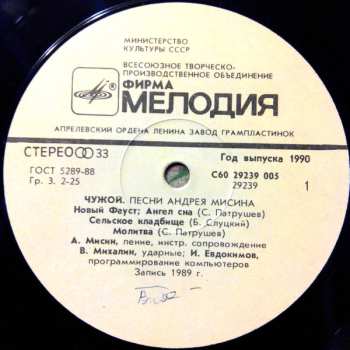 МИНИСТЕРСТВО
КУЛЬТУРЫ СССР
ВСЕСОЮЗНОЕ ТВОРЧЕСКО-
ПРОИЗВОДСТВЕННОЕ ОБЪЕДИНЕНИЕ
ФИРМА
МЕЛОДИЯ
АПРЕЛЕВСКИЙ ОРДЕНА ЛЕНИНА ЗАВОД ГРАМПЛАСТИНОК
СТЕРЕО 33
Год выпуска 1990
ГОСТ 5289-88
С60 29239 005
Гр. 3. 2-25
29239
1
ЧУЖОЙ. ПЕСНИ АНДРЕЯ МИСИНА
Новый Фауст; Ангел сна (С. Патрушев)
Сельское кладбище (Б. Слуцкий)
Молитва (С. Патрушев)
А. Мисин, пение, инстр. сопровождение
В. Михалин, ударные; И. Евдокимов,
программирование компьютеров
Запись 1989 г.